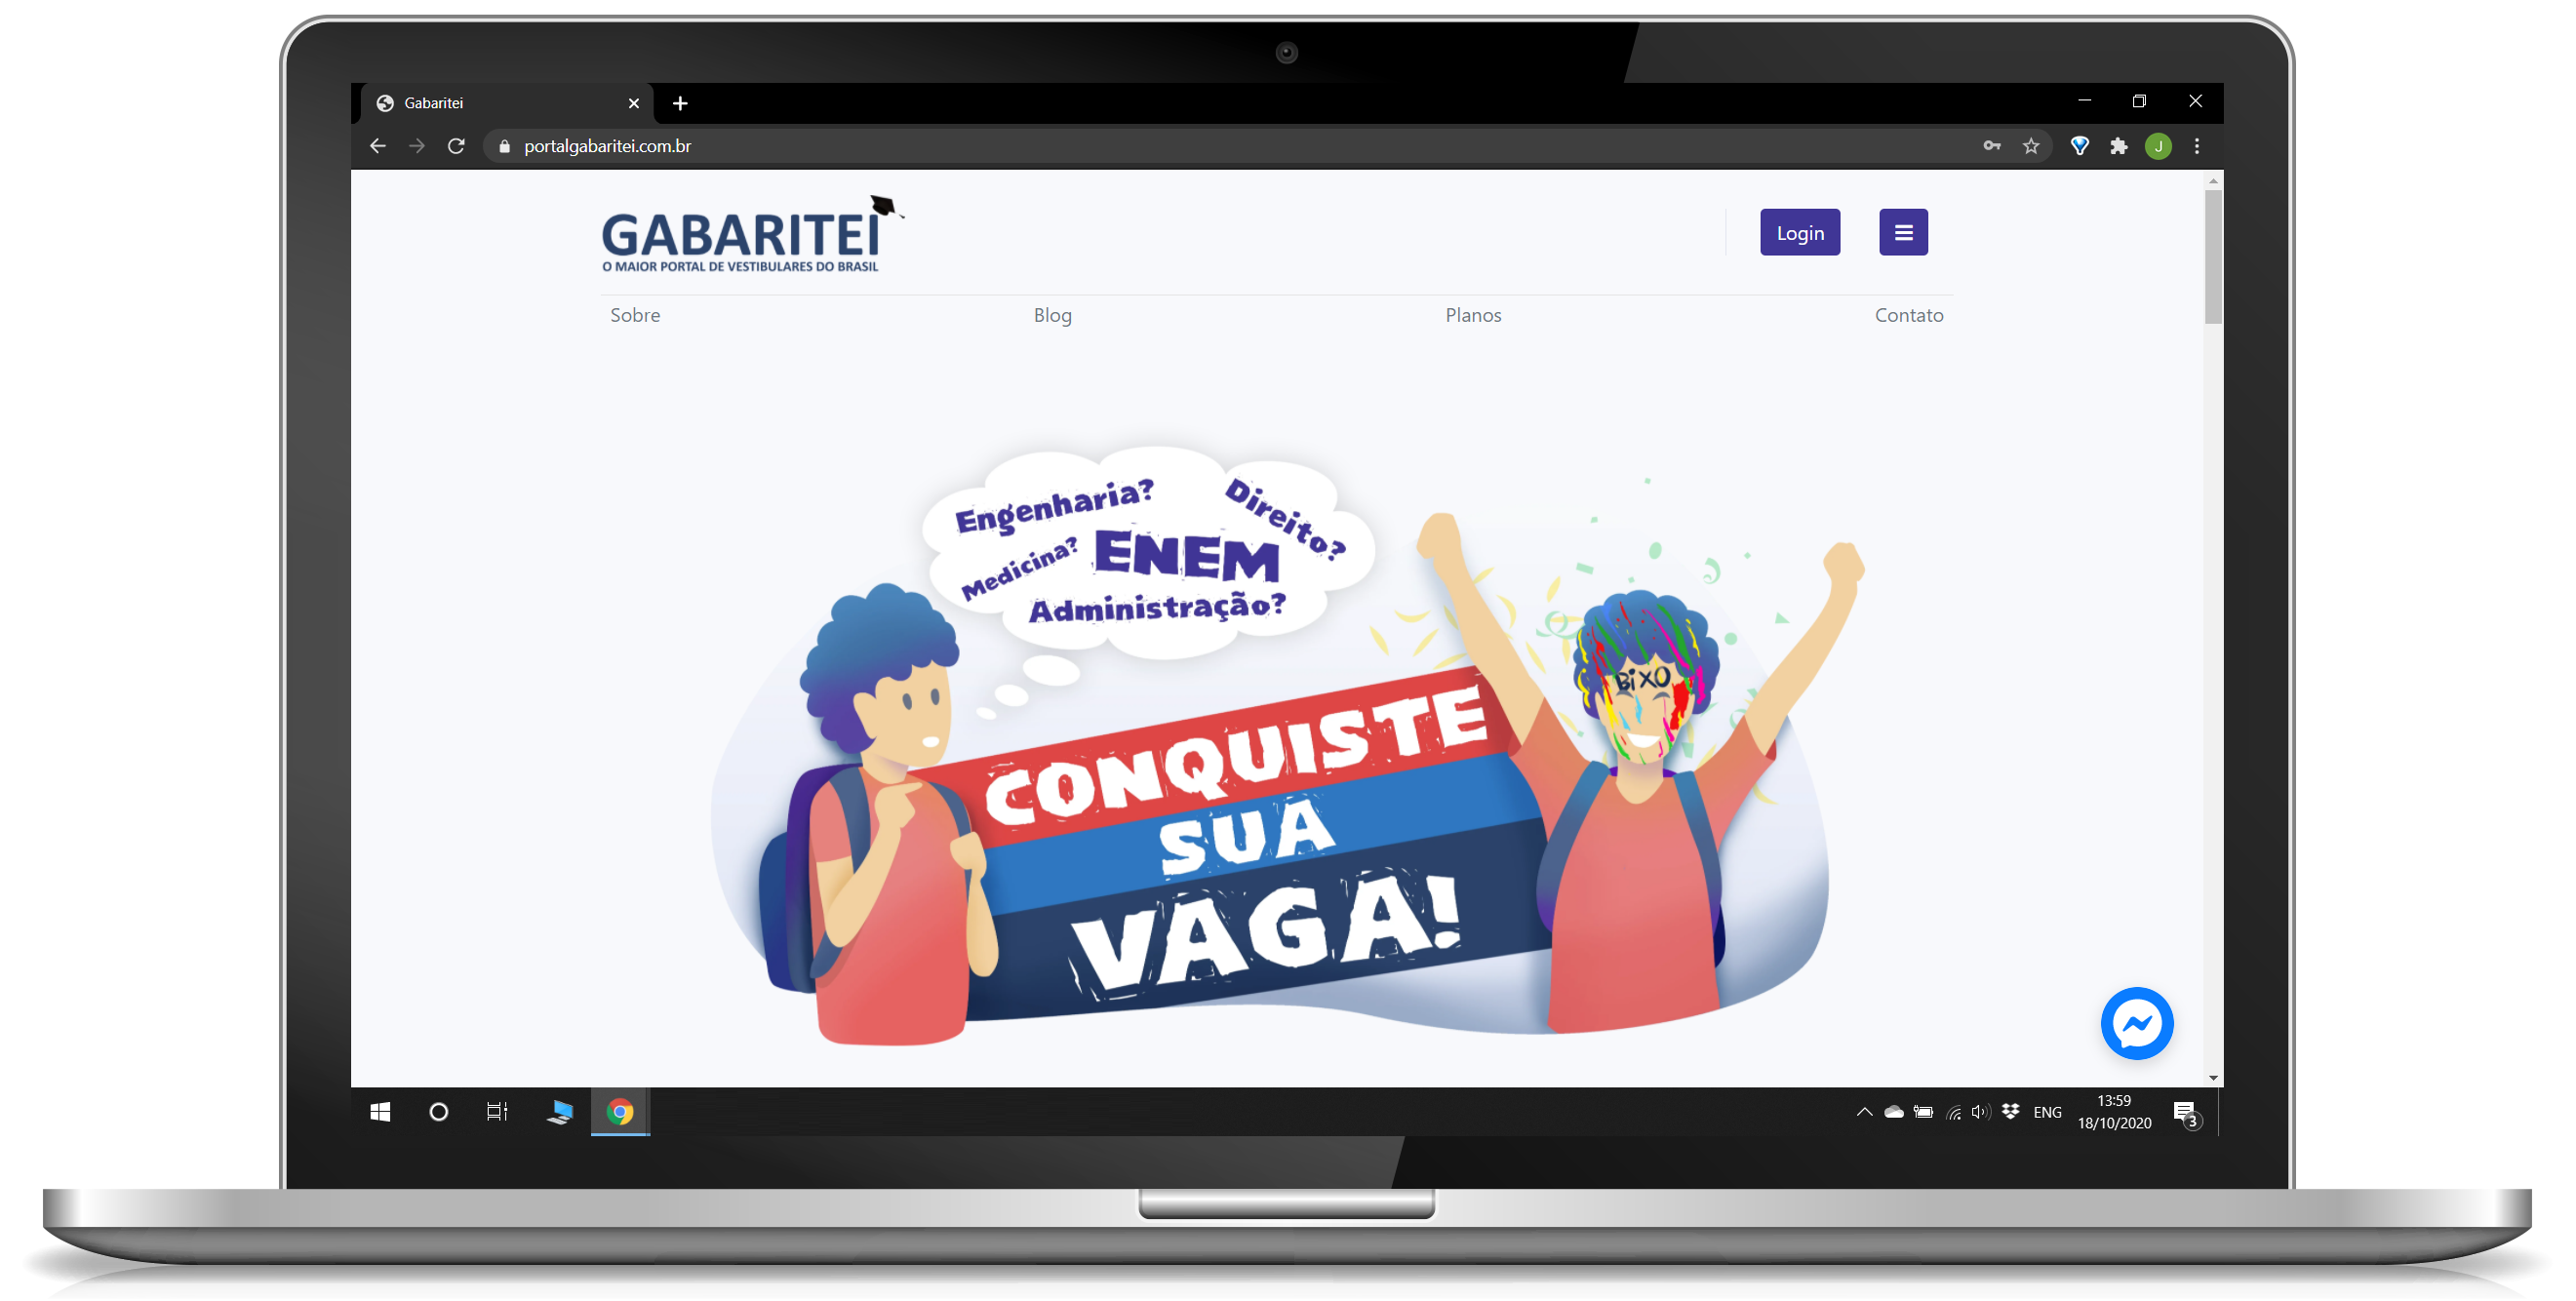 Gabaritei
portalgabaritei.com.br
J
GABARITEI
O MAIOR PORTAL DE VESTIBULARES DO BRASIL
Login
Sobre
Blog
Planos
Contato
Engenharia?
Direito?
Medicina?
ENEM
Administração?
BiXO
CONQUISTE
SUA
VAGA!
ENG
13:59
18/10/2020
3